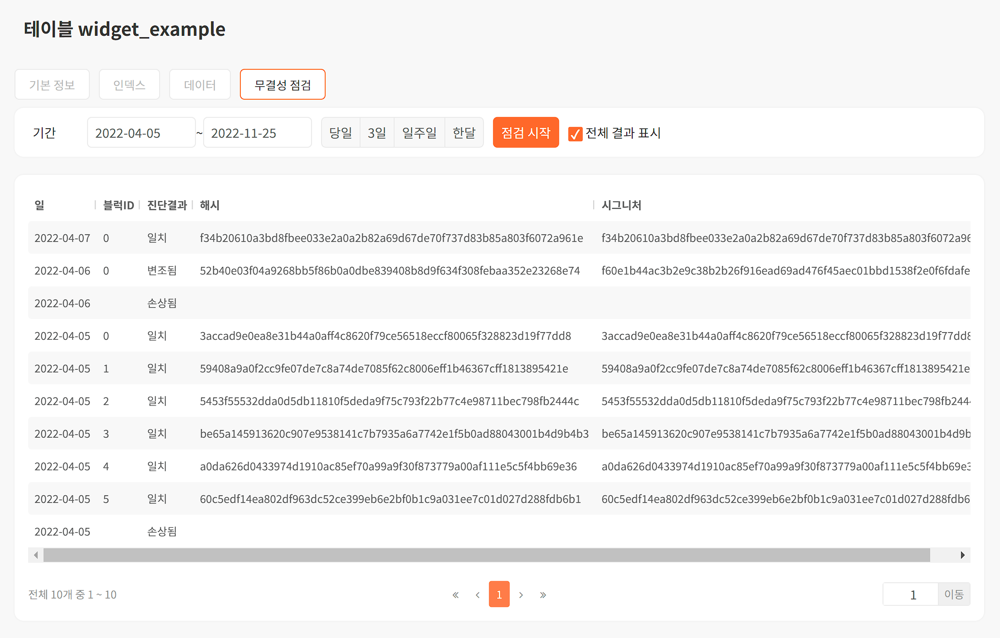 테이블 widget_example
기본 정보 인덱스 데이터 무결성 점검
기간 2022-04-05 ~ 2022-11-25 당일 3일 일주일 한달 점검 시작 전체 결과 표시
일 블럭ID 진단결과 해시 시그니처
2022-04-07 0 일치 f34b20610a3bd8fbee033e2a0a2b82a69d67de70f737d83b85a803f6072a961e f34b20610a3bd8fbee033e2a0a2b82a69d67de70f737d83b85a803f6072a96
2022-04-06 0 변조됨 52b40e03f04a9268bb5f86b0a0dbe839408b8d9f634f308febaa352e23268e74 f60e1b44ac3b2e9c38b2b26f916ead69ad476f45aec01bbd1538f2e0f6fdafe
2022-04-06 손상됨
2022-04-05 0 일치 3accad9e0ea8e31b44a0aff4c8620f79ce56518eccf80065f328823d19f77dd8 3accad9e0ea8e31b44a0aff4c8620f79ce56518eccf80065f328823d19f77dd8
2022-04-05 1 일치 59408a9a0f2cc9fe07de7c8a74de7085f62c8006eff1b46367cff1813895421e 59408a9a0f2cc9fe07de7c8a74de7085f62c8006eff1b46367cff1813895421e
2022-04-05 2 일치 5453f55532dda0d5db11810f5deda9f75c793f22b77c4e98711bec798fb2444c 5453f55532dda0d5db11810f5deda9f75c793f22b77c4e98711bec798fb244
2022-04-05 3 일치 be65a145913620c907e9538141c7b7935a6a7742e1f5b0ad88043001b4d9b4b3 be65a145913620c907e9538141c7b7935a6a7742e1f5b0ad88043001b4d9b
2022-04-05 4 일치 a0da626d0433974d1910ac85ef70a99a9f30f873779a00af111e5c5f4bb69e36 a0da626d0433974d1910ac85ef70a99a9f30f873779a00af111e5c5f4bb69e3
2022-04-05 5 일치 60c5edf14ea802df963dc52ce399eb6e2bf0b1c9a031ee7c01d027d288fdb6b1 60c5edf14ea802df963dc52ce399eb6e2bf0b1c9a031ee7c01d027d288fdb6
2022-04-05 손상됨
전체 10개 중 1 ~ 10 « ‹ 1 › » 1 이동